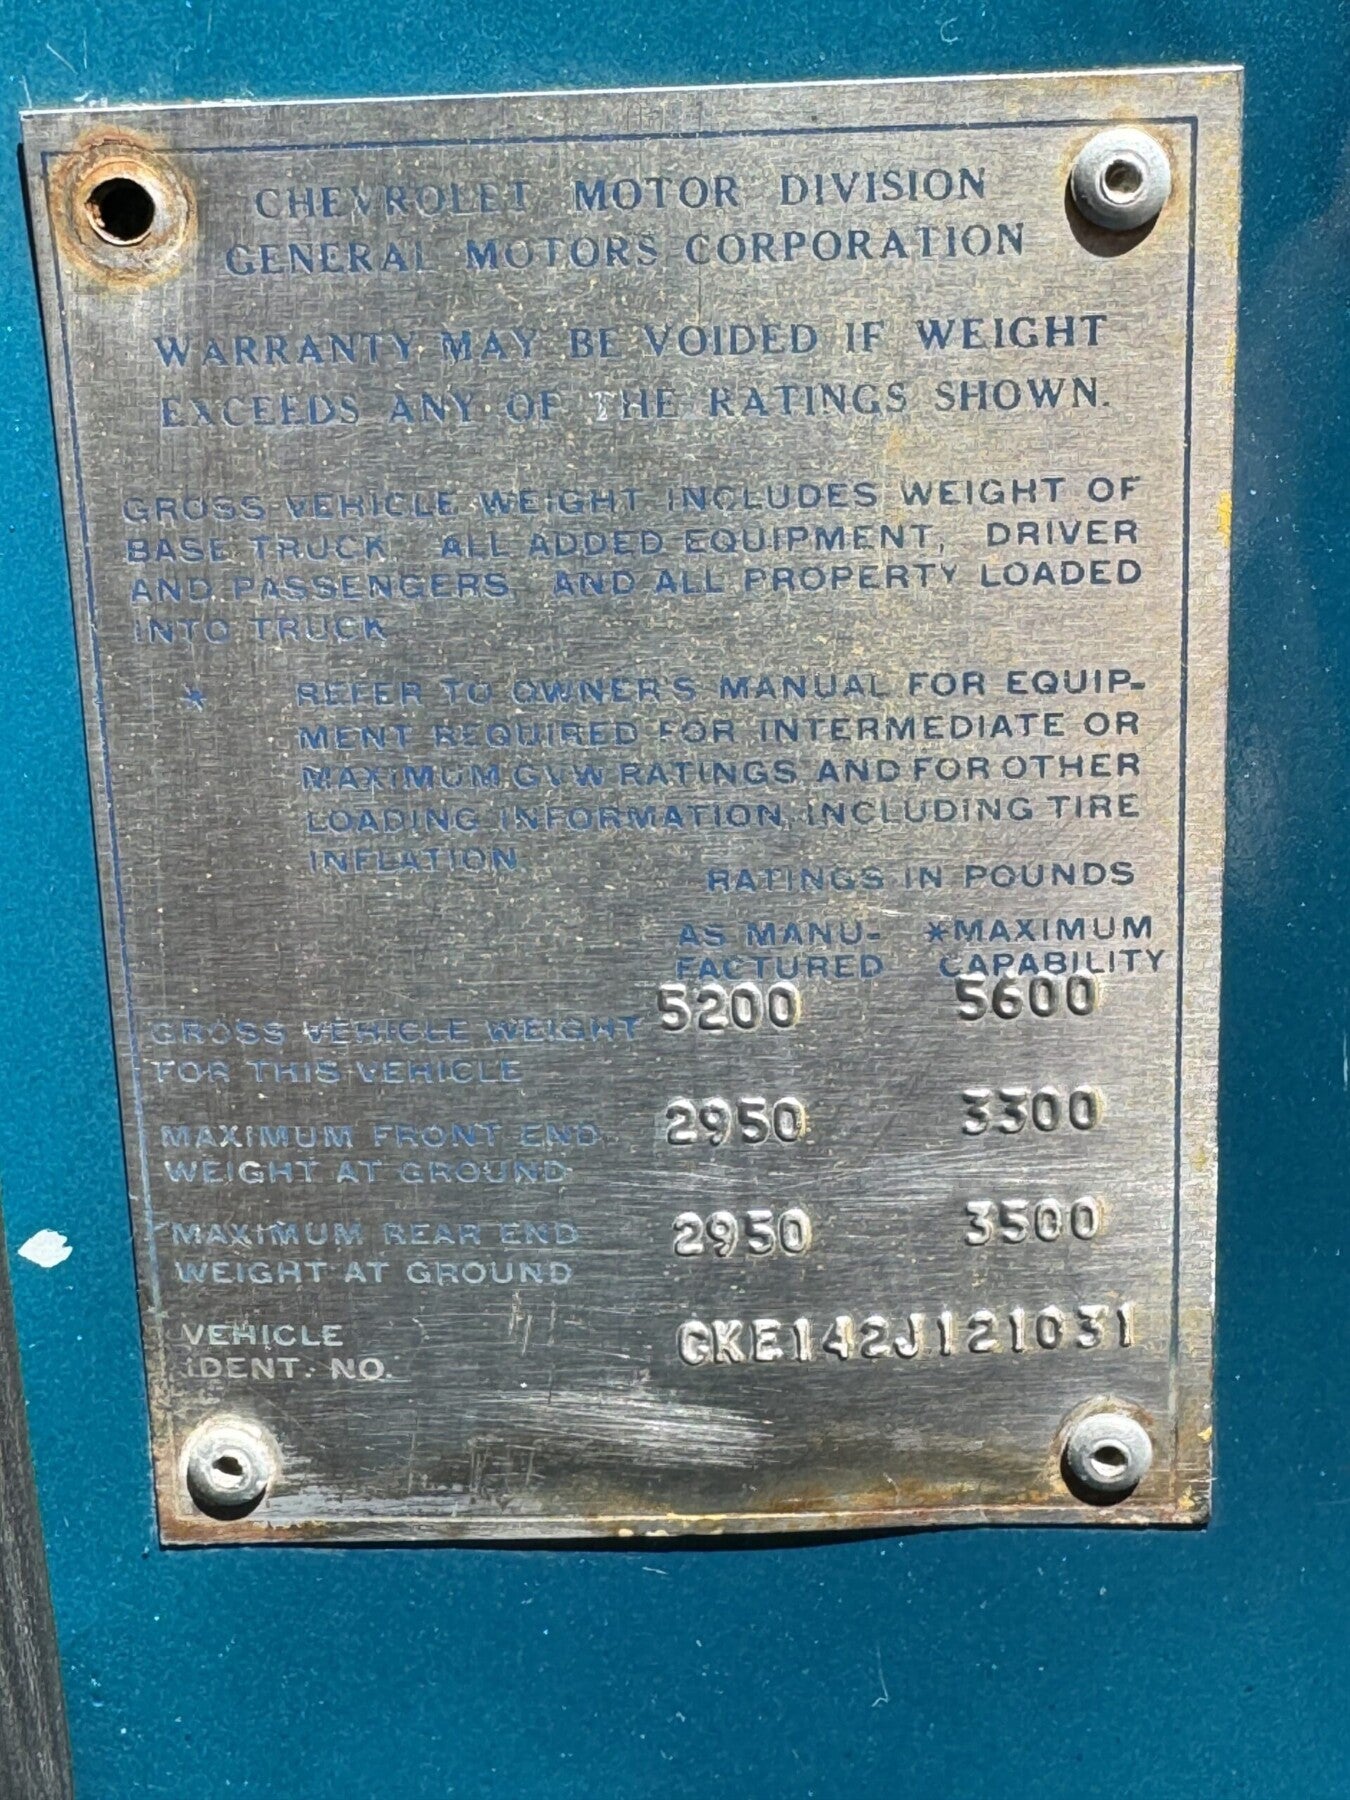 CHEVROLET MOTOR DIVISION
GENERAL MOTORS CORPORATION
WARRANTY MAY BE VOIDED IF WEIGHT
EXCEEDS ANY OF THE RATINGS SHOWN.
GROSS VEHICLE WEIGHT INCLUDES WEIGHT OF
BASE TRUCK, ALL ADDED EQUIPMENT, DRIVER
AND PASSENGERS AND ALL PROPERTY LOADED
INTO TRUCK
* REFER TO OWNER'S MANUAL FOR EQUIP-
MENT REQUIRED FOR INTERMEDIATE OR
MAXIMUM GVW RATINGS AND FOR OTHER
LOADING INFORMATION, INCLUDING TIRE
INFLATION.
RATINGS IN POUNDS
AS MANU- *MAXIMUM
FACTURED CAPABILITY
GROSS VEHICLE WEIGHT 5200 5600
FOR THIS VEHICLE
MAXIMUM FRONT END 2950 3300
WEIGHT AT GROUND
MAXIMUM REAR END 2950 3500
WEIGHT AT GROUND
VEHICLE CKE142J121031
IDENT. NO.